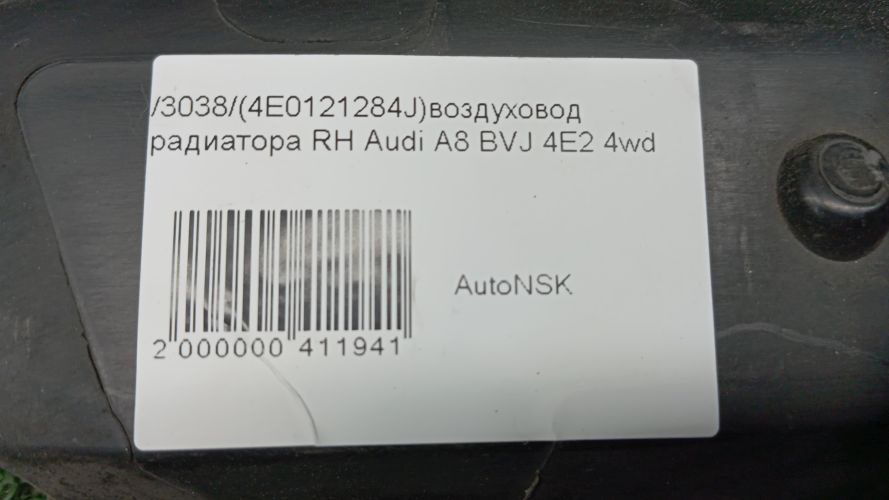 /3038/(4E0121284J)воздуховод
радиатора RH Audi A8 BVJ 4E2 4wd
AutoNSK
2 000000 411941